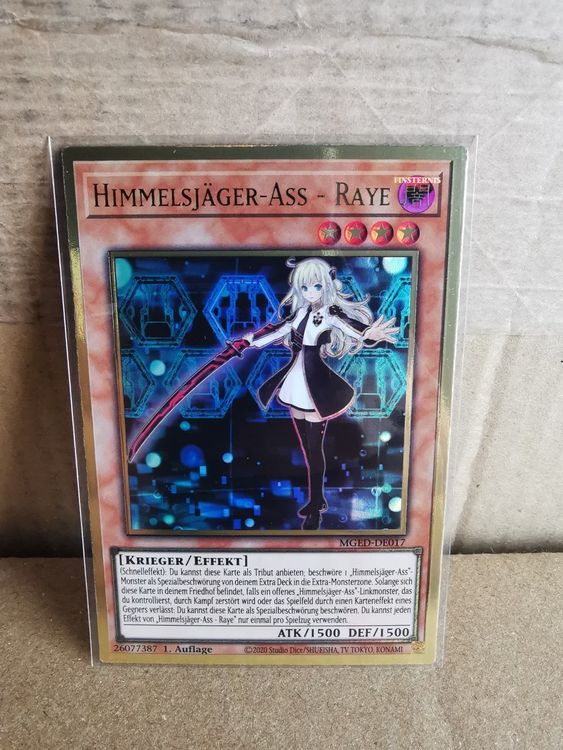 HIMMELSJÄGER-ASS - RAYE
FINSTERNIS
闇
MGED-DE017
[KRIEGER/EFFEKT]
(Schnelleffekt): Du kannst diese Karte als Tribut anbieten; beschwöre 1 „Himmelsjäger-Ass“-
Monster als Spezialbeschwörung von deinem Extra Deck in die Extra-Monsterzone. Solange sich
diese Karte in deinem Friedhof befindet, falls ein offenes „Himmelsjäger-Ass“-Linkmonster, das
du kontrollierst, durch Kampf zerstört wird oder das Spielfeld durch einen Karteneffekt eines
Gegners verlässt: Du kannst diese Karte als Spezialbeschwörung beschwören. Du kannst jeden
Effekt von „Himmelsjäger-Ass - Raye“ nur einmal pro Spielzug verwenden.
ATK/1500 DEF/1500
26077387 1. Auflage ©2020 Studio Dice/SHUEISHA, TV TOKYO, KONAMI